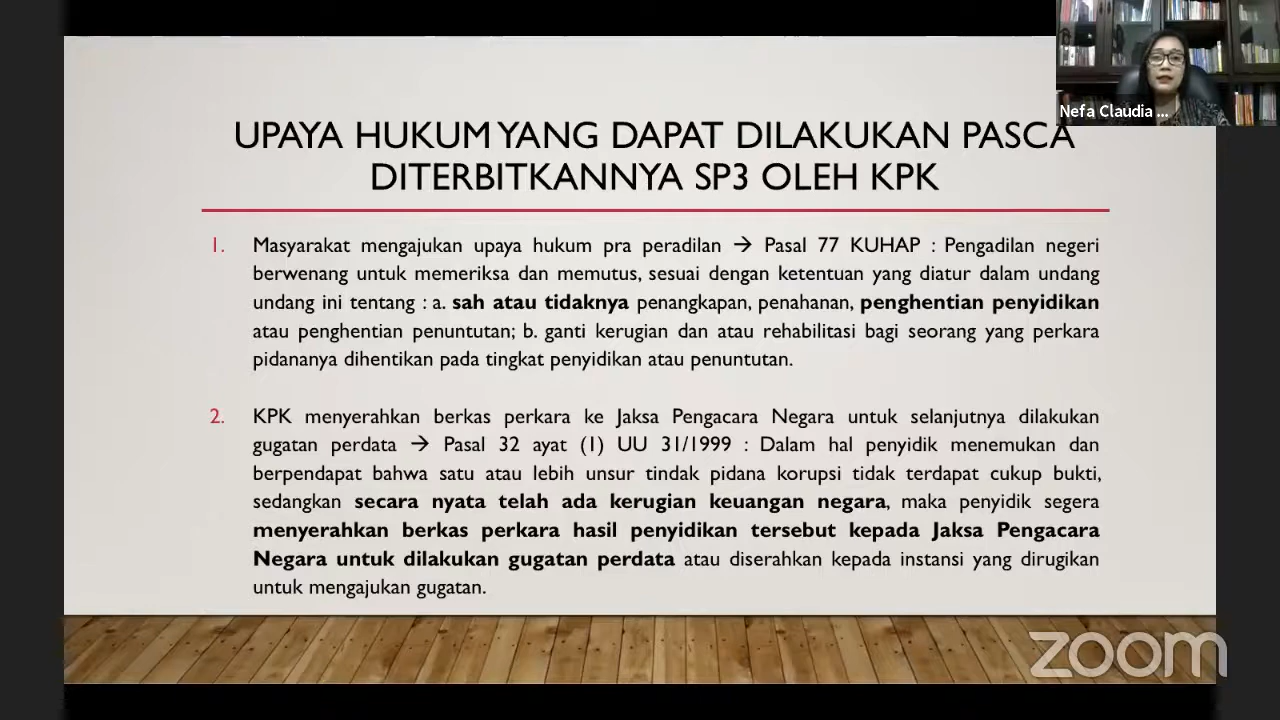 Nefa Claudia ...
UPAYA HUKUM YANG DAPAT DILAKUKAN PASCA
DITERBITKANNYA SP3 OLEH KPK
1. Masyarakat mengajukan upaya hukum pra peradilan → Pasal 77 KUHAP : Pengadilan negeri
berwenang untuk memeriksa dan memutus, sesuai dengan ketentuan yang diatur dalam undang
undang ini tentang : a. sah atau tidaknya penangkapan, penahanan, penghentian penyidikan
atau penghentian penuntutan; b. ganti kerugian dan atau rehabilitasi bagi seorang yang perkara
pidananya dihentikan pada tingkat penyidikan atau penuntutan.
2. KPK menyerahkan berkas perkara ke Jaksa Pengacara Negara untuk selanjutnya dilakukan
gugatan perdata → Pasal 32 ayat (1) UU 31/1999 : Dalam hal penyidik menemukan dan
berpendapat bahwa satu atau lebih unsur tindak pidana korupsi tidak terdapat cukup bukti,
sedangkan secara nyata telah ada kerugian keuangan negara, maka penyidik segera
menyerahkan berkas perkara hasil penyidikan tersebut kepada Jaksa Pengacara
Negara untuk dilakukan gugatan perdata atau diserahkan kepada instansi yang dirugikan
untuk mengajukan gugatan.
zoom